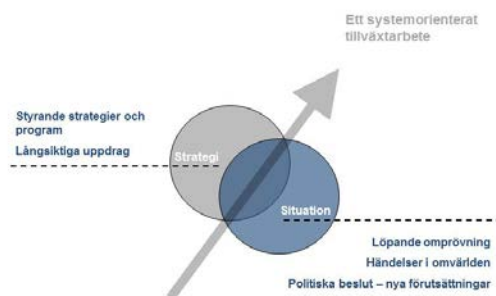 Ett systemorienterat
tillväxtarbete
Styrande strategier och
program
Långsiktiga uppdrag
Strategi
Situation
Löpande omprövning
Händelser i omvärlden
Politiska beslut – nya förutsättningar